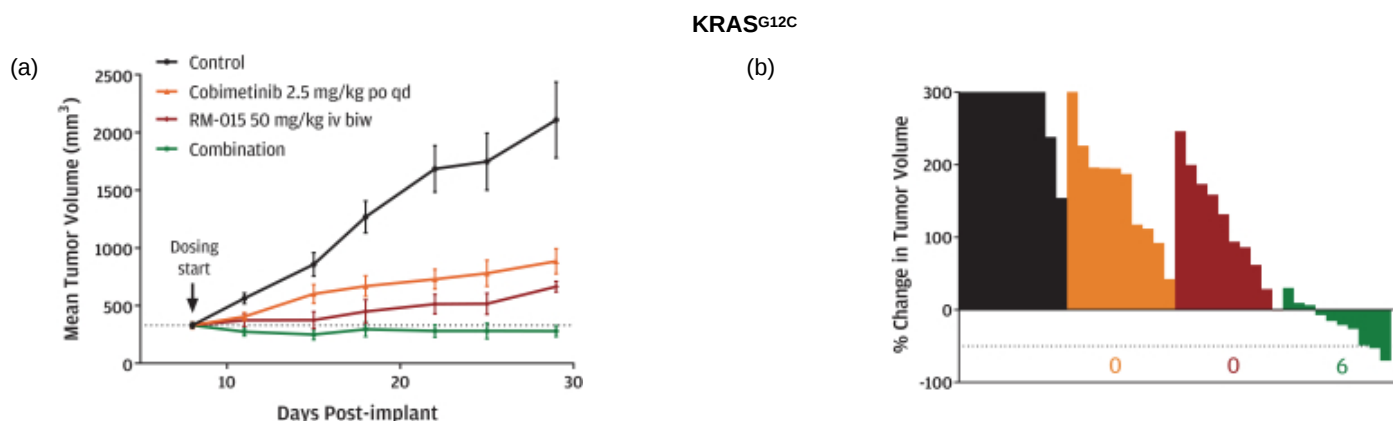 KRASG12C
(a)
Control
Cobimetinib 2.5 mg/kg po qd
RM-015 50 mg/kg iv biw
Combination
Mean Tumor Volume (mm3)
2500
2000
1500
1000
500
0
Dosing
start
10
20
30
Days Post-implant
(b)
% Change in Tumor Volume
300
200
100
0
-100
0
0
6